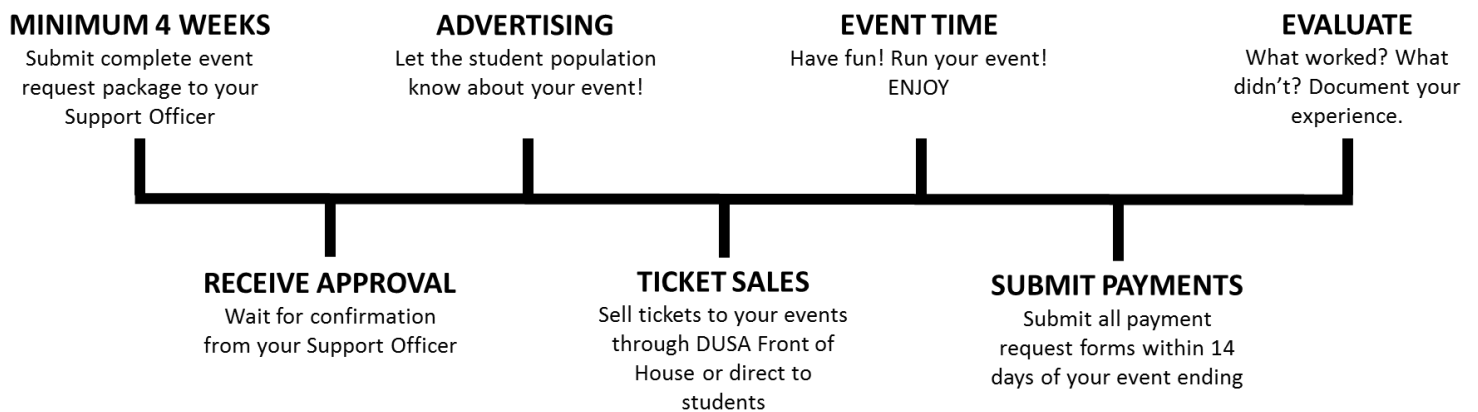 MINIMUM 4 WEEKS
Submit complete event
request package to your
Support Officer
RECEIVE APPROVAL
Wait for confirmation
from your Support Officer
ADVERTISING
Let the student population
know about your event!
TICKET SALES
Sell tickets to your events
through DUSA Front of
House or direct to
students
EVENT TIME
Have fun! Run your event!
ENJOY
SUBMIT PAYMENTS
Submit all payment
request forms within 14
days of your event ending
EVALUATE
What worked? What
didn’t? Document your
experience.